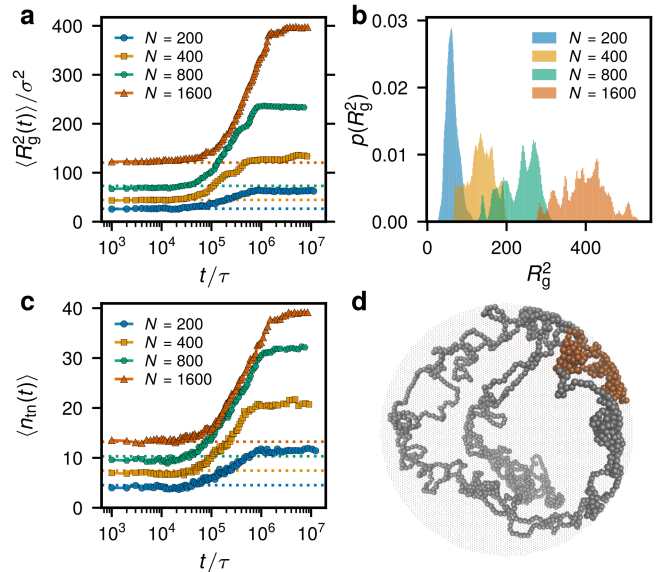 a
⟨R_g^2(t)⟩/σ^2
400
300
200
100
0
N = 200
N = 400
N = 800
N = 1600
10^3
10^4
10^5
10^6
10^7
t/τ
b
p(R_g^2)
0.03
0.02
0.01
0.00
N = 200
N = 400
N = 800
N = 1600
0
200
400
R_g^2
c
⟨n_tn(t)⟩
40
30
20
10
0
N = 200
N = 400
N = 800
N = 1600
10^3
10^4
10^5
10^6
10^7
t/τ
d